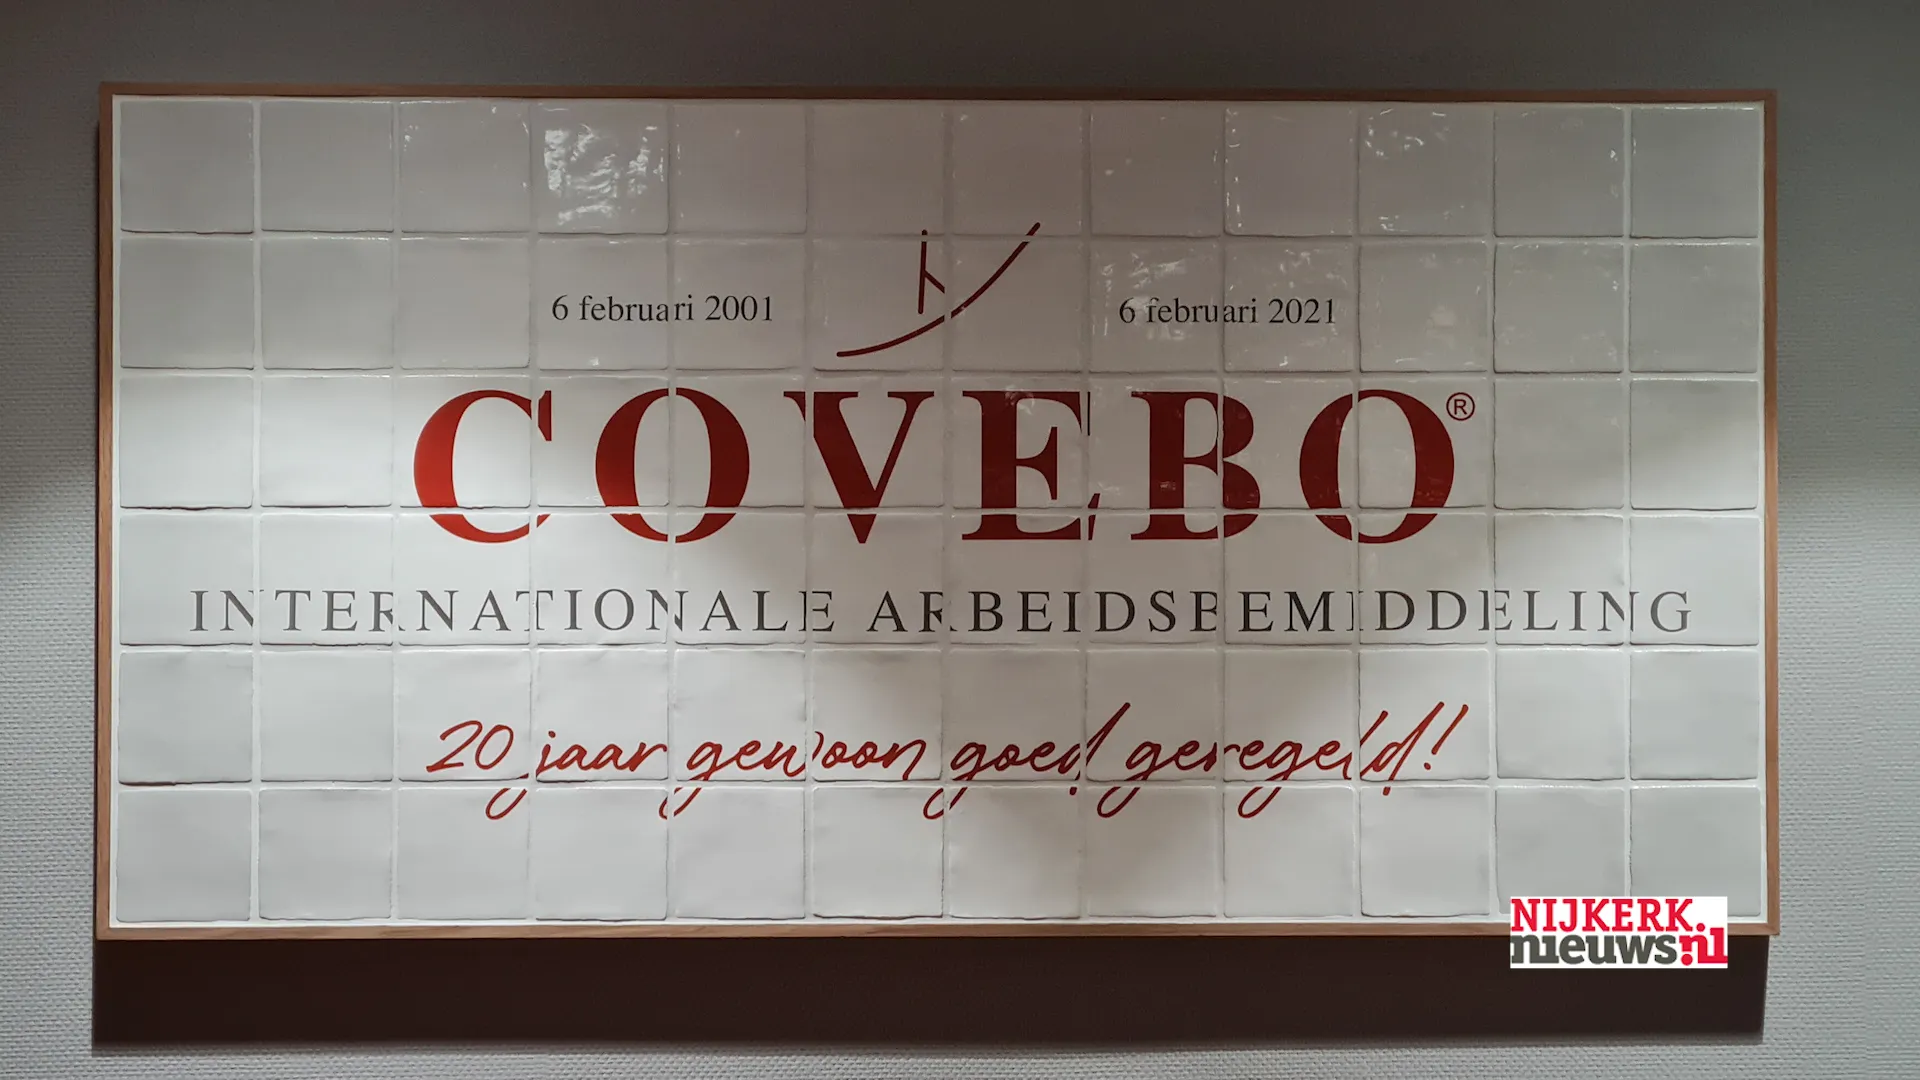 6 februari 2001 6 februari 2021
COVEBO®
INTERNATIONALE ARBEIDSBEMIDDELING
20 jaar gewoon goed geregeld!
NIJKERK.
nieuws.nl